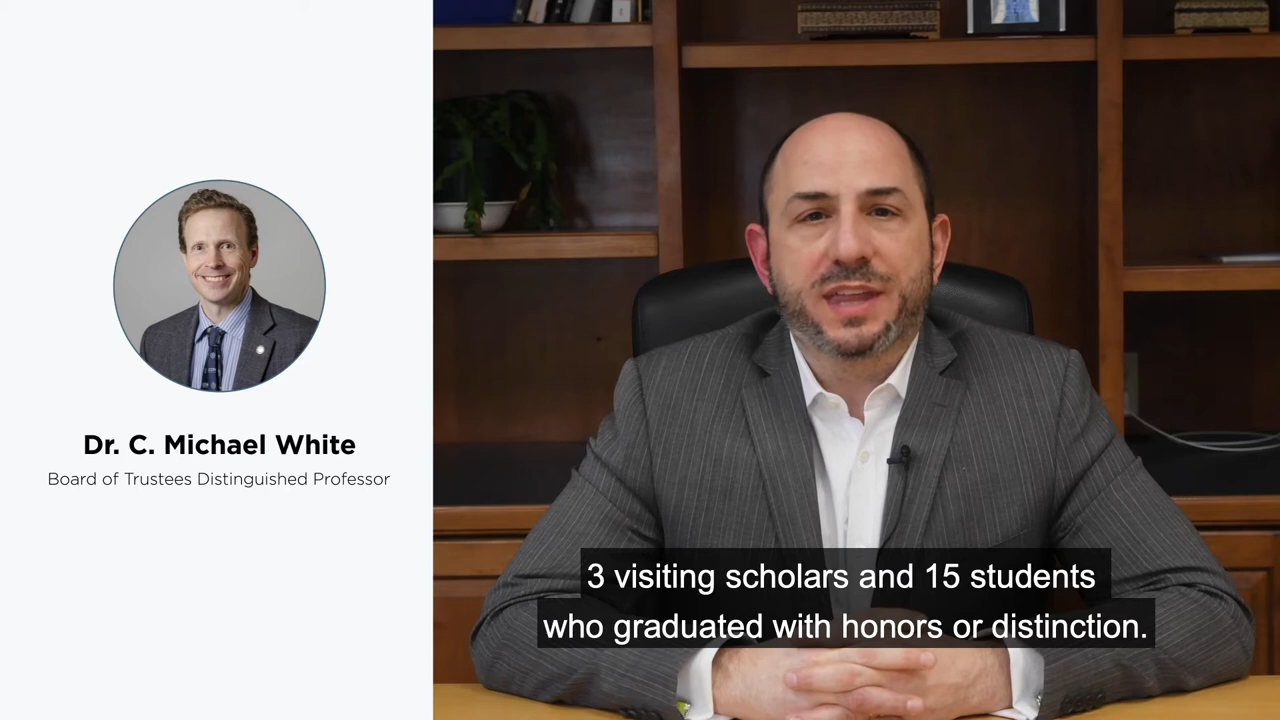 Dr. C. Michael White
Board of Trustees Distinguished Professor
3 visiting scholars and 15 students
who graduated with honors or distinction.